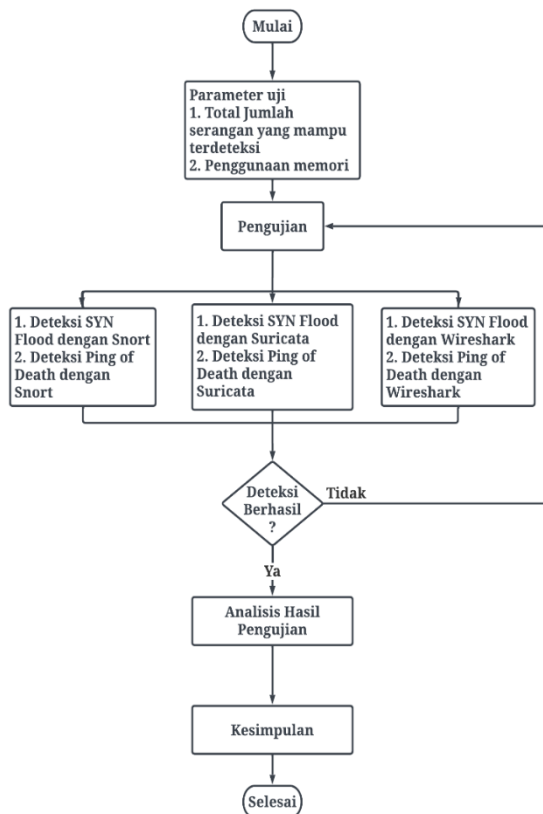 Mulai
Parameter uji
1. Total Jumlah
serangan yang mampu
terdeteksi
2. Penggunaan memori
Pengujian
1. Deteksi SYN
Flood dengan Snort
2. Deteksi Ping of
Death dengan
Snort
1. Deteksi SYN Flood
dengan Suricata
2. Deteksi Ping of
Death dengan
Suricata
1. Deteksi SYN Flood
dengan Wireshark
2. Deteksi Ping of
Death dengan
Wireshark
Deteksi
Berhasil
?
Tidak
Ya
Analisis Hasil
Pengujian
Kesimpulan
Selesai